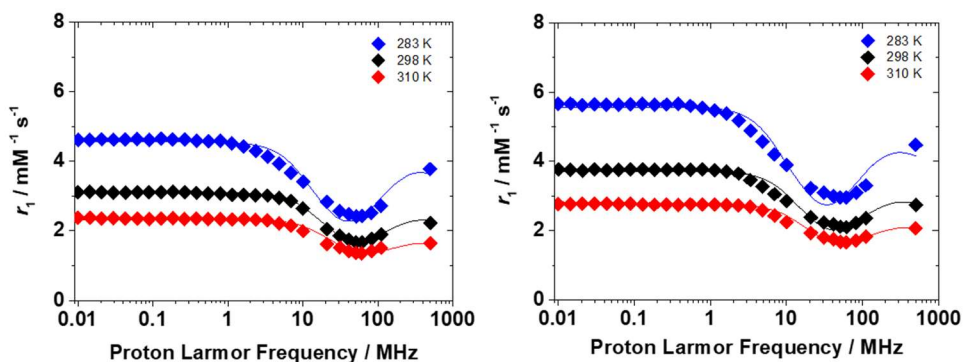 8
6
4
2
0
r₁ / mM⁻¹ s⁻¹
283 K
298 K
310 K
0.01 0.1 1 10 100 1000
Proton Larmor Frequency / MHz
8
6
4
2
0
r₁ / mM⁻¹ s⁻¹
283 K
298 K
310 K
0.01 0.1 1 10 100 1000
Proton Larmor Frequency / MHz